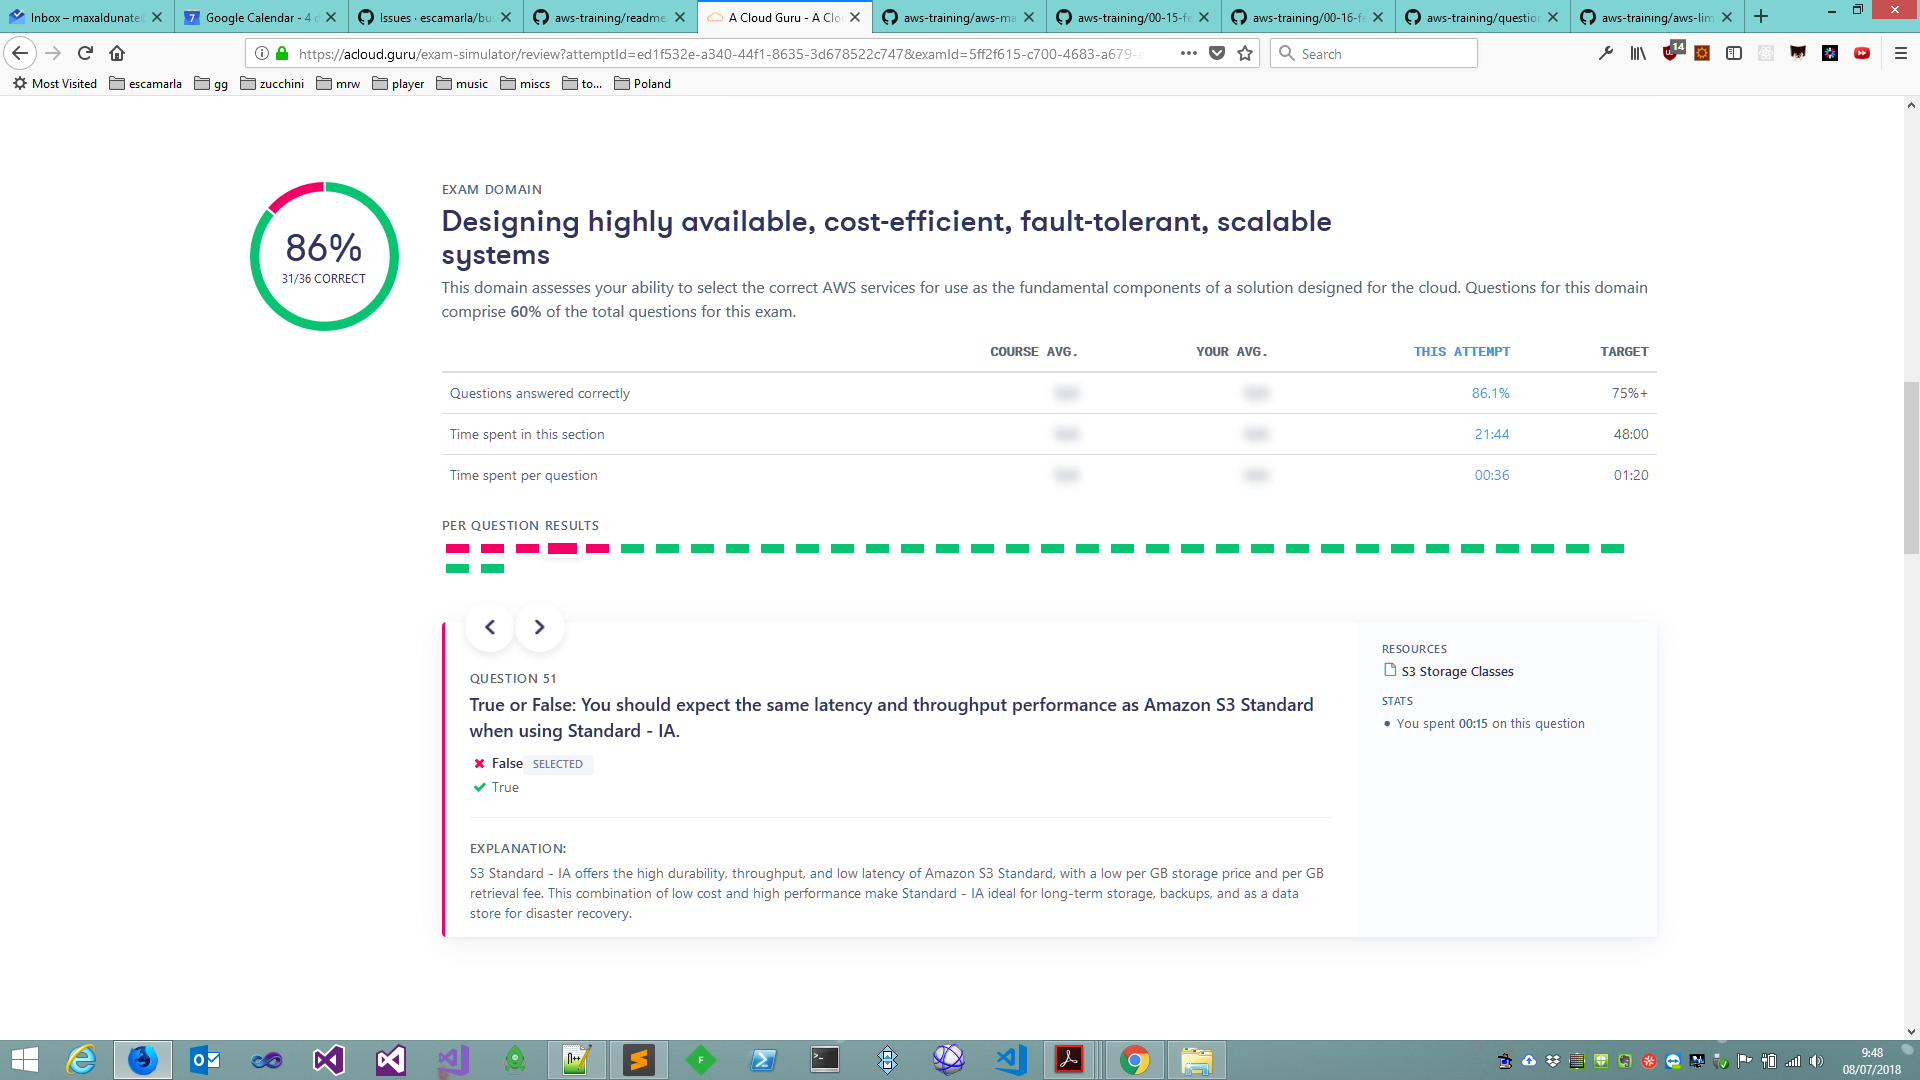 Inbox – maxaldunate
Google Calendar - 4 d
Issues · escamarla/bu
aws-training/readme.
A Cloud Guru - A Clo
aws-training/aws-ma
aws-training/00-15-fe
aws-training/00-16-fe
aws-training/question
aws-training/aws-lim
https://acloud.guru/exam-simulator/review?attemptId=ed1f532e-a340-44f1-8635-3d678522c747&examId=5ff2f615-c700-4683-a679-e
Search
14
Most Visited
escamarla
gg
zucchini
mrw
player
music
miscs
to...
Poland
86%
31/36 CORRECT
EXAM DOMAIN
Designing highly available, cost-efficient, fault-tolerant, scalable
systems
This domain assesses your ability to select the correct AWS services for use as the fundamental components of a solution designed for the cloud. Questions for this domain
comprise 60% of the total questions for this exam.
COURSE AVG. YOUR AVG. THIS ATTEMPT TARGET
Questions answered correctly 86.1% 75%+
Time spent in this section 21:44 48:00
Time spent per question 00:36 01:20
PER QUESTION RESULTS
QUESTION 51
True or False: You should expect the same latency and throughput performance as Amazon S3 Standard
when using Standard - IA.
False SELECTED
True
EXPLANATION:
S3 Standard - IA offers the high durability, throughput, and low latency of Amazon S3 Standard, with a low per GB storage price and per GB
retrieval fee. This combination of low cost and high performance make Standard - IA ideal for long-term storage, backups, and as a data
store for disaster recovery.
RESOURCES
S3 Storage Classes
STATS
You spent 00:15 on this question
9:48
08/07/2018